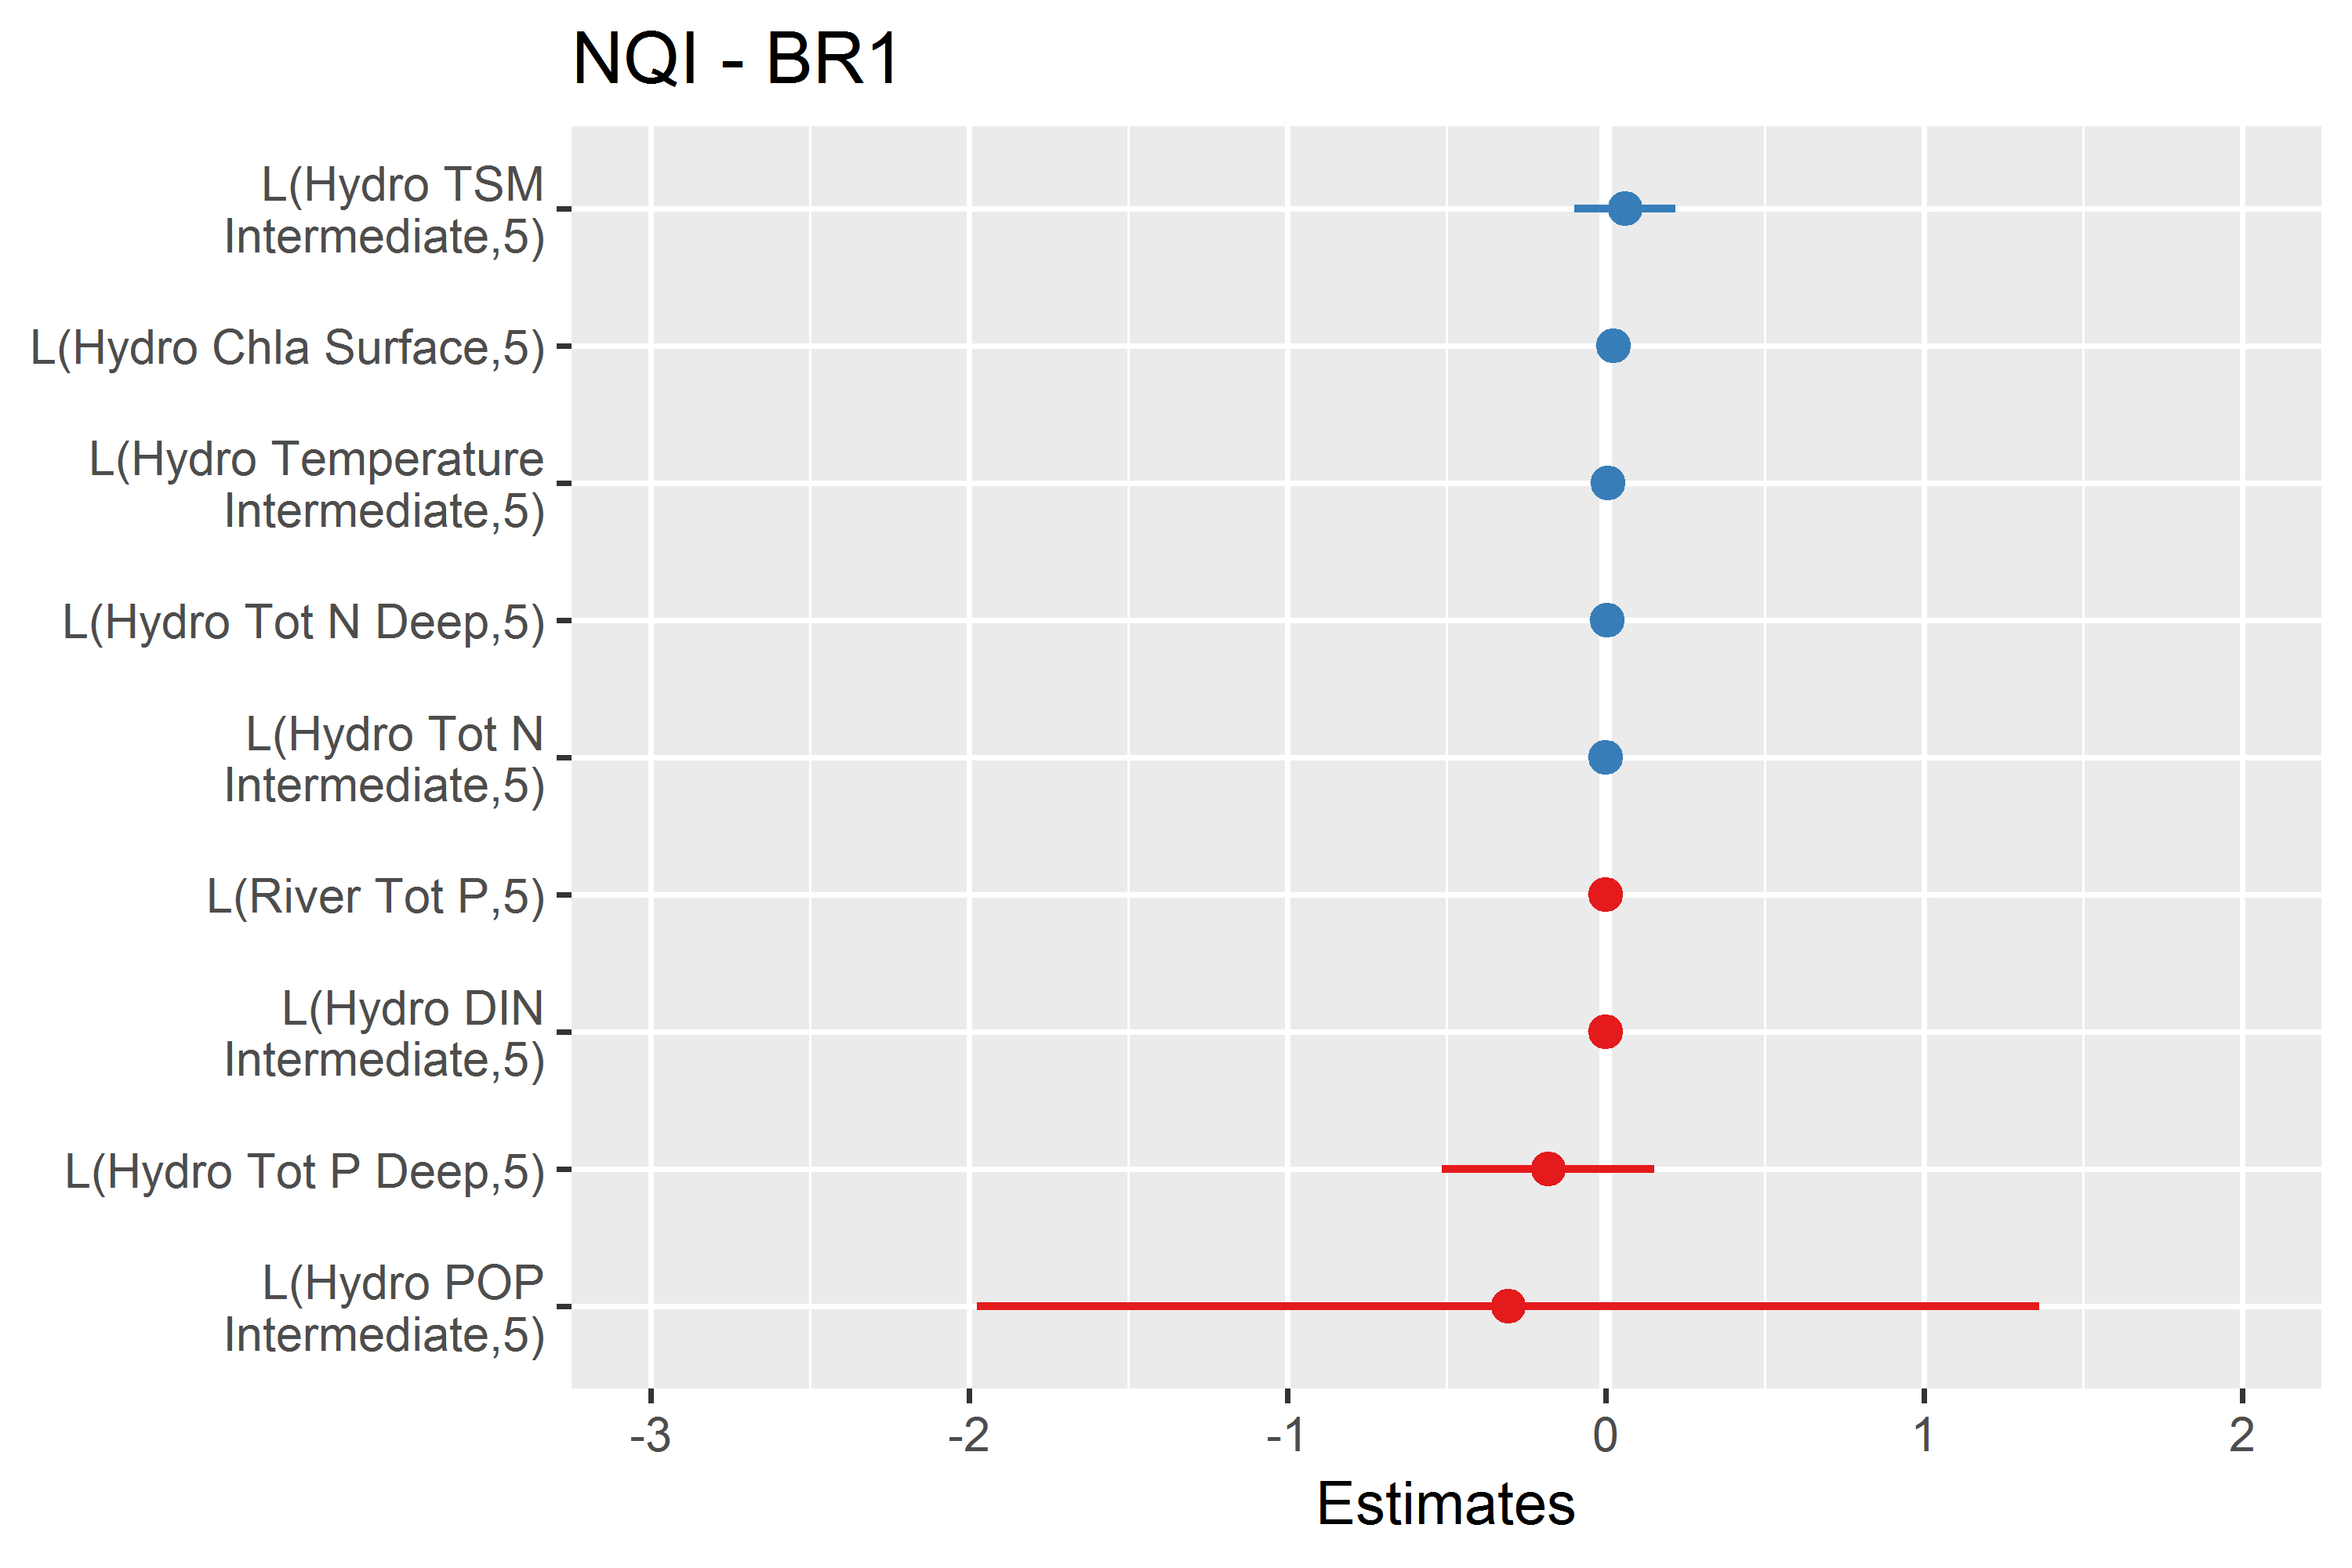 NQI - BR1
L(Hydro TSM
Intermediate,5)
L(Hydro Chla Surface,5)
L(Hydro Temperature
Intermediate,5)
L(Hydro Tot N Deep,5)
L(Hydro Tot N
Intermediate,5)
L(River Tot P,5)
L(Hydro DIN
Intermediate,5)
L(Hydro Tot P Deep,5)
L(Hydro POP
Intermediate,5)
-3 -2 -1 0 1 2
Estimates